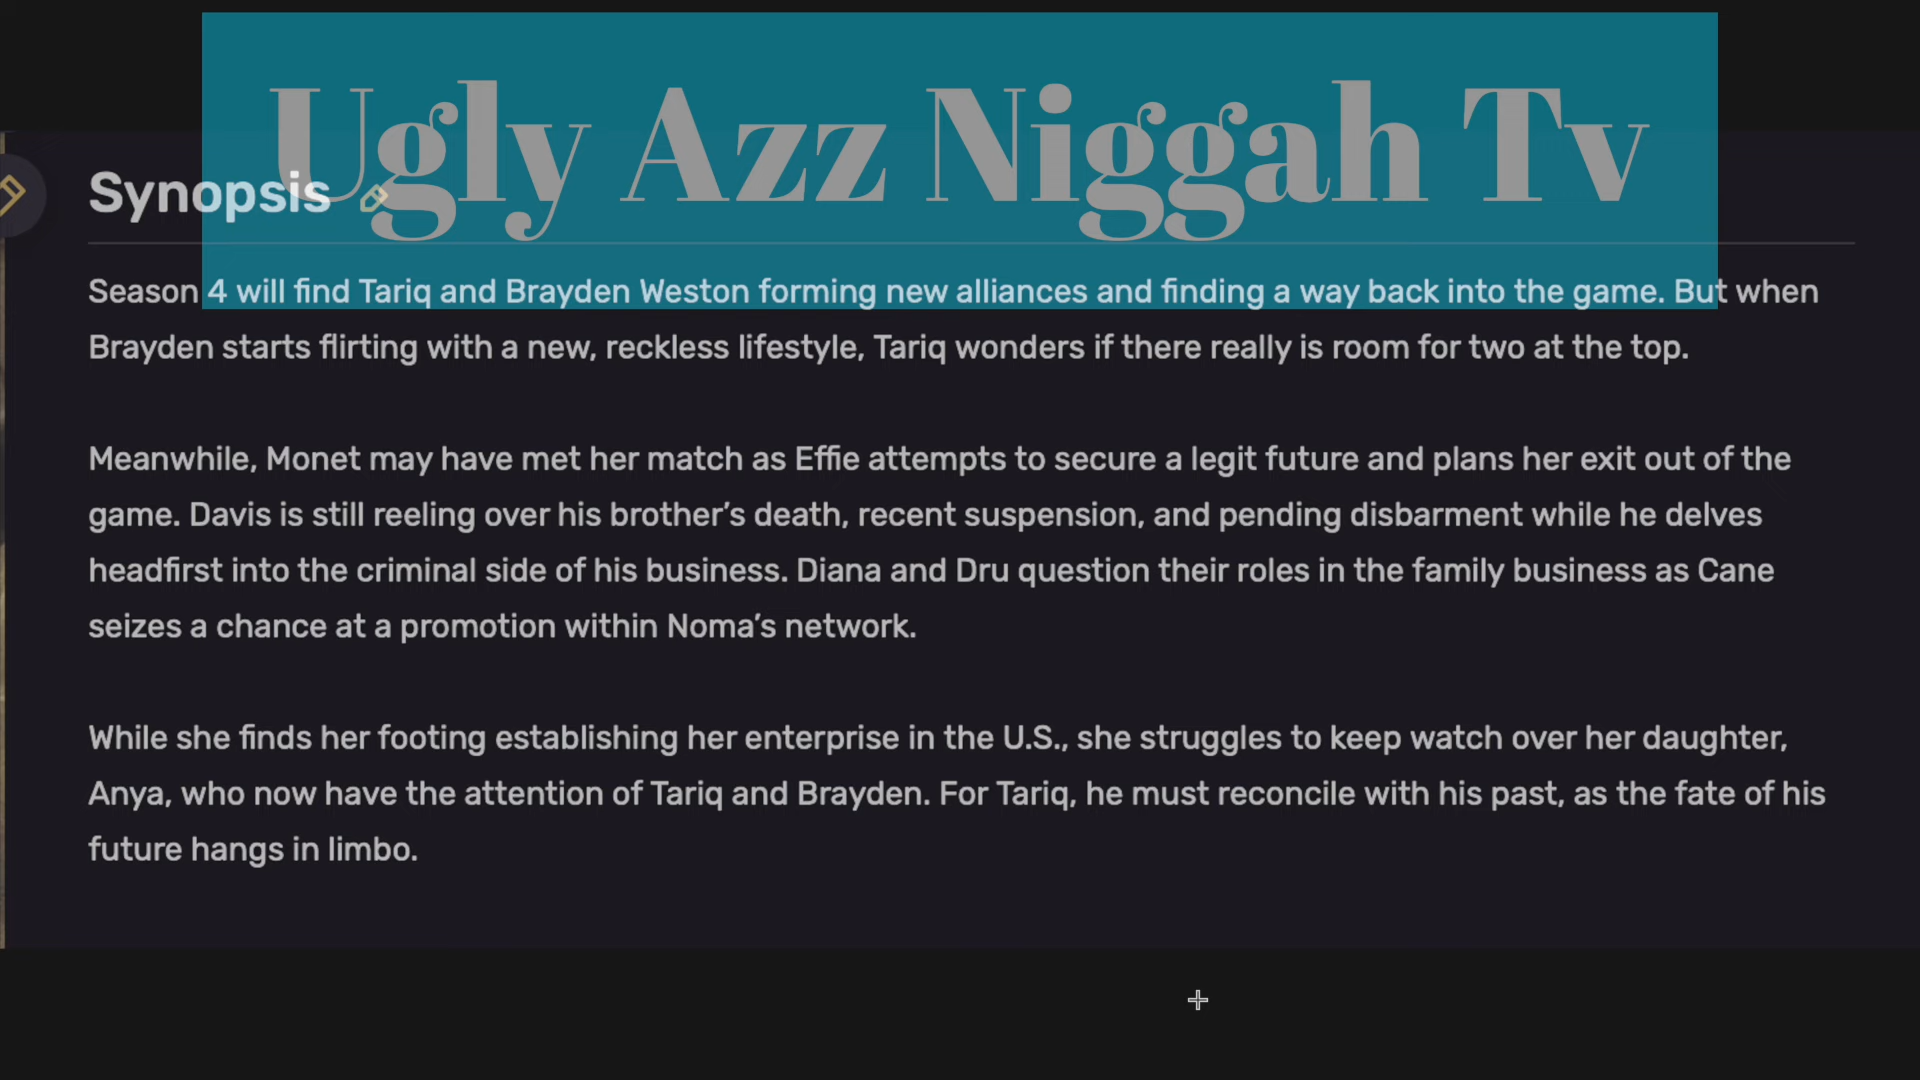 Ugly Azz Niggah Tv
Synopsis
Season 4 will find Tariq and Brayden Weston forming new alliances and finding a way back into the game. But when
Brayden starts flirting with a new, reckless lifestyle, Tariq wonders if there really is room for two at the top.
Meanwhile, Monet may have met her match as Effie attempts to secure a legit future and plans her exit out of the
game. Davis is still reeling over his brother’s death, recent suspension, and pending disbarment while he delves
headfirst into the criminal side of his business. Diana and Dru question their roles in the family business as Cane
seizes a chance at a promotion within Noma’s network.
While she finds her footing establishing her enterprise in the U.S., she struggles to keep watch over her daughter,
Anya, who now have the attention of Tariq and Brayden. For Tariq, he must reconcile with his past, as the fate of his
future hangs in limbo.